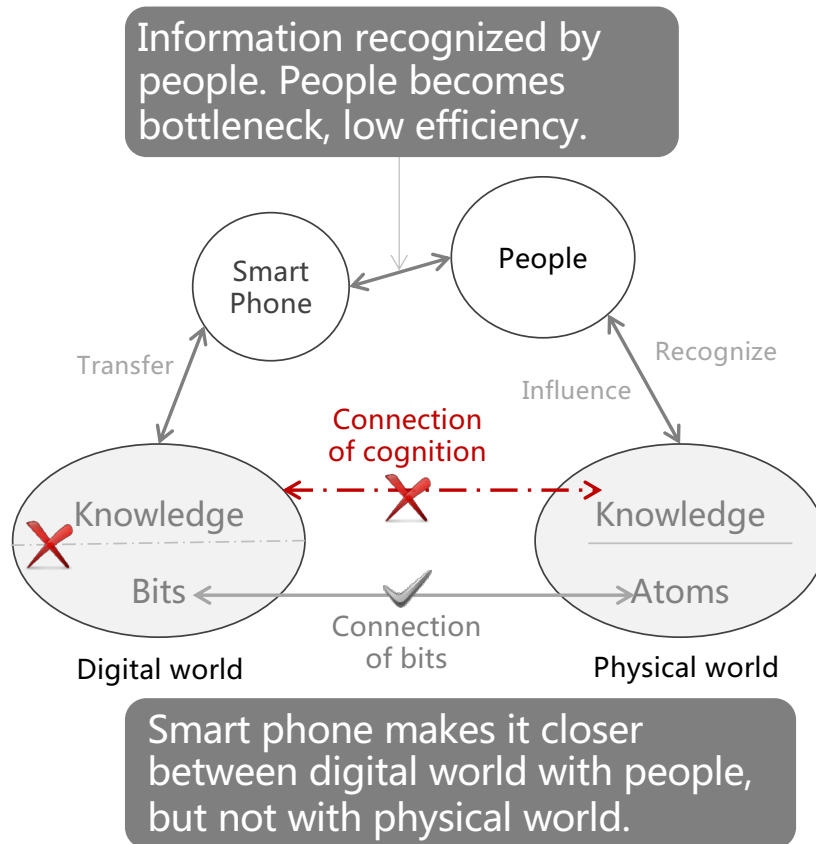 Information recognized by
people. People becomes
bottleneck, low efficiency.
Smart
Phone
People
Transfer
Recognize
Influence
Connection
of cognition
Knowledge
Knowledge
Bits
Atoms
Connection
of bits
Digital world
Physical world
Smart phone makes it closer
between digital world with people,
but not with physical world.